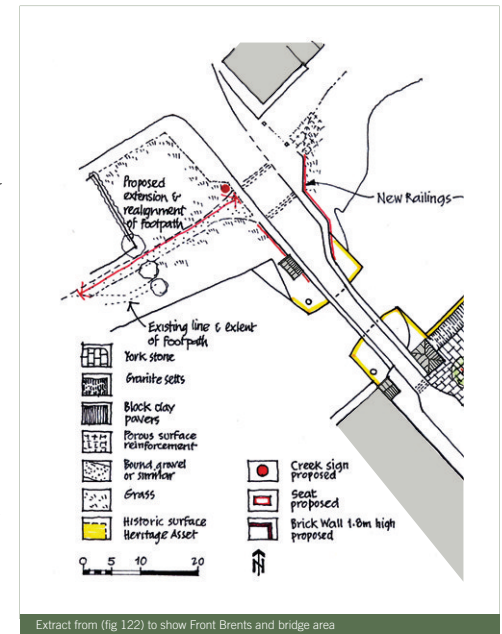 Proposed
extension &
realignment
of Footpath
New Railings
Existing line & extent
of Footpath
York stone
Granite setts
Block clay
pavers
Porous surface
reinforcement
Bound gravel
or similar
Grass
Historic surface
Heritage Asset
Creek sign
proposed
Seat
proposed
Brick Wall 1.8m high
proposed
0 5 10 20
N
Extract from (fig 122) to show Front Brents and bridge area